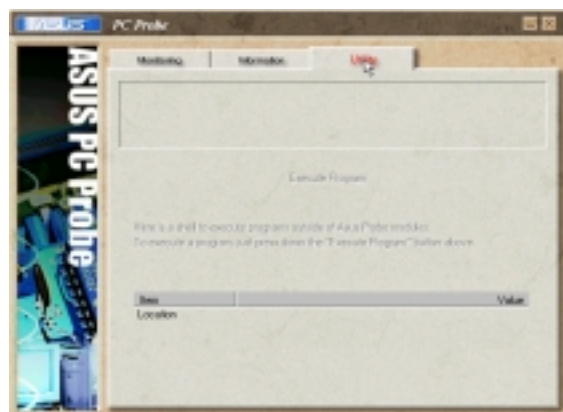 ASUS PC Probe
Monitoring Information Utility
Execute Program
Here is a shell to execute programs outside of Asus Probe modules.
To execute a program just press down the "Execute Program" button above.
Item Value
Location
ASUS PC Probe